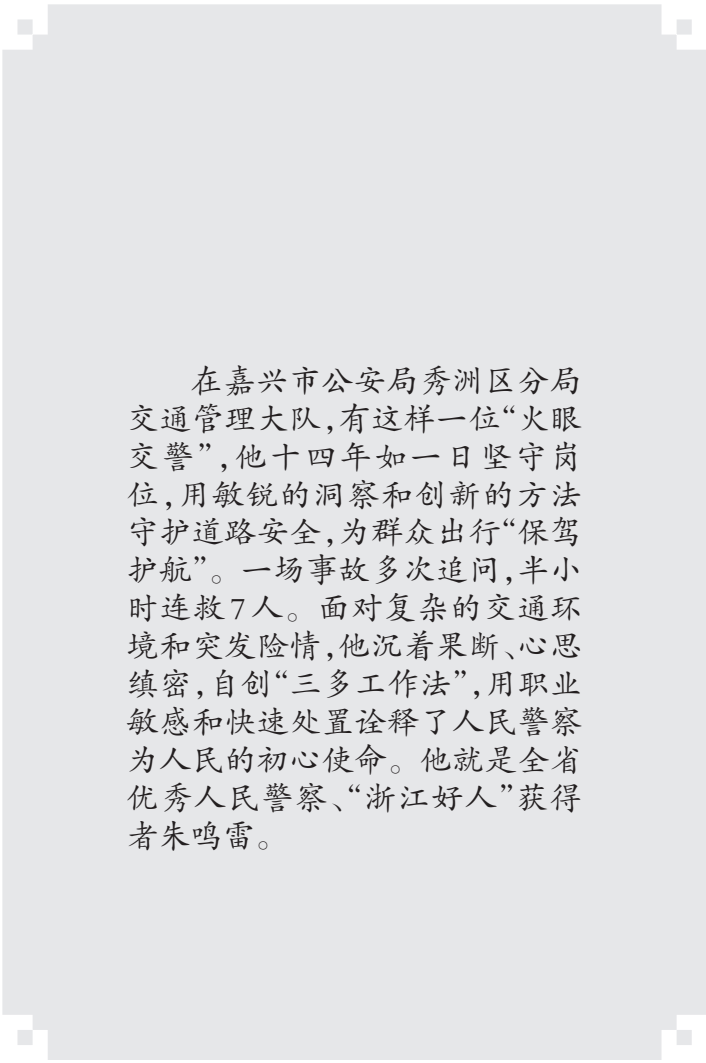 在嘉兴市公安局秀洲区分局
交通管理大队,有这样一位“火眼
交警”,他十四年如一日坚守岗
位,用敏锐的洞察和创新的方法
守护道路安全,为群众出行“保驾
护航”。一场事故多次追问,半小
时连救7人。面对复杂的交通环
境和突发险情,他沉着果断、心思
缜密,自创“三多工作法”,用职业
敏感和快速处置诠释了人民警察
为人民的初心使命。他就是全省
优秀人民警察、“浙江好人”获得
者朱鸣雷。